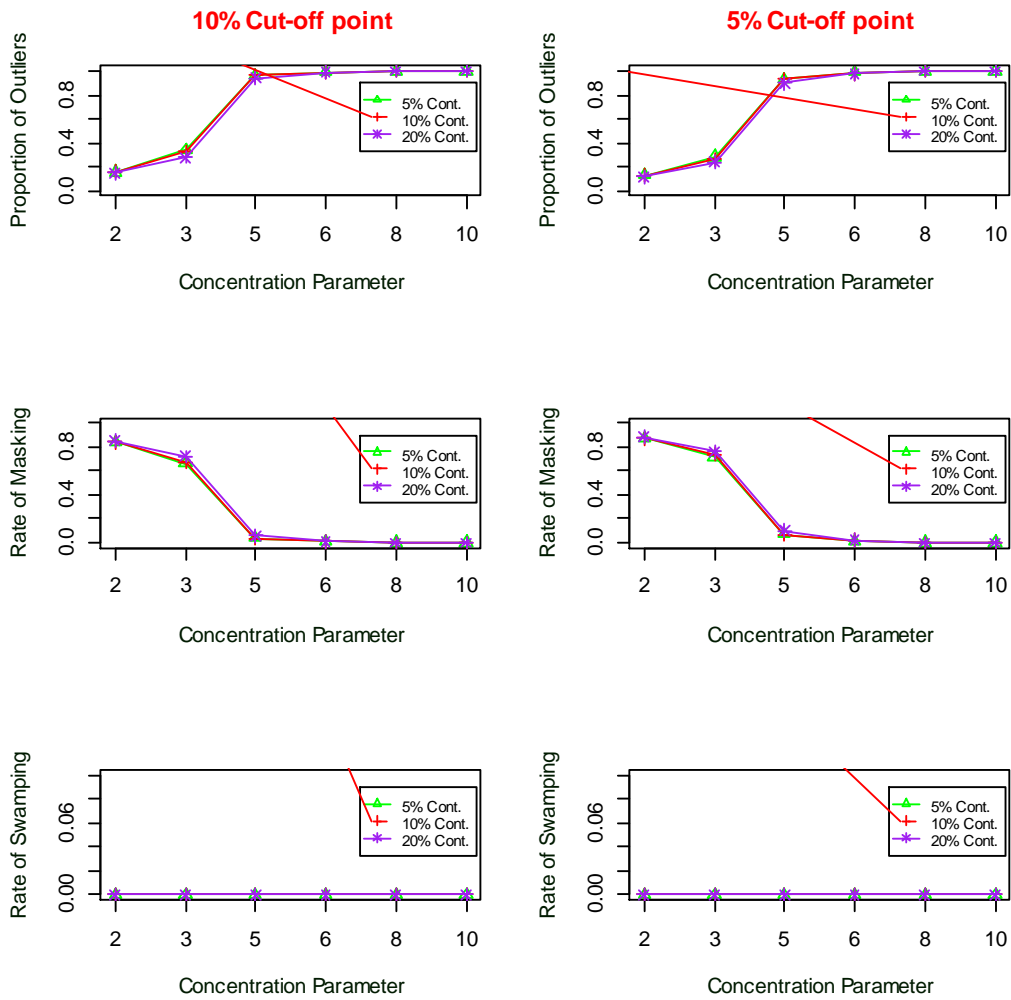 10% Cut-off point
Proportion of Outliers
0.0 0.4 0.8
5% Cont.
10% Cont.
20% Cont.
2 3 5 6 8 10
Concentration Parameter
5% Cut-off point
Proportion of Outliers
0.0 0.4 0.8
5% Cont.
10% Cont.
20% Cont.
2 3 5 6 8 10
Concentration Parameter
Rate of Masking
0.0 0.4 0.8
5% Cont.
10% Cont.
20% Cont.
2 3 5 6 8 10
Concentration Parameter
Rate of Masking
0.0 0.4 0.8
5% Cont.
10% Cont.
20% Cont.
2 3 5 6 8 10
Concentration Parameter
Rate of Swamping
0.00 0.06
5% Cont.
10% Cont.
20% Cont.
2 3 5 6 8 10
Concentration Parameter
Rate of Swamping
0.00 0.06
5% Cont.
10% Cont.
20% Cont.
2 3 5 6 8 10
Concentration Parameter